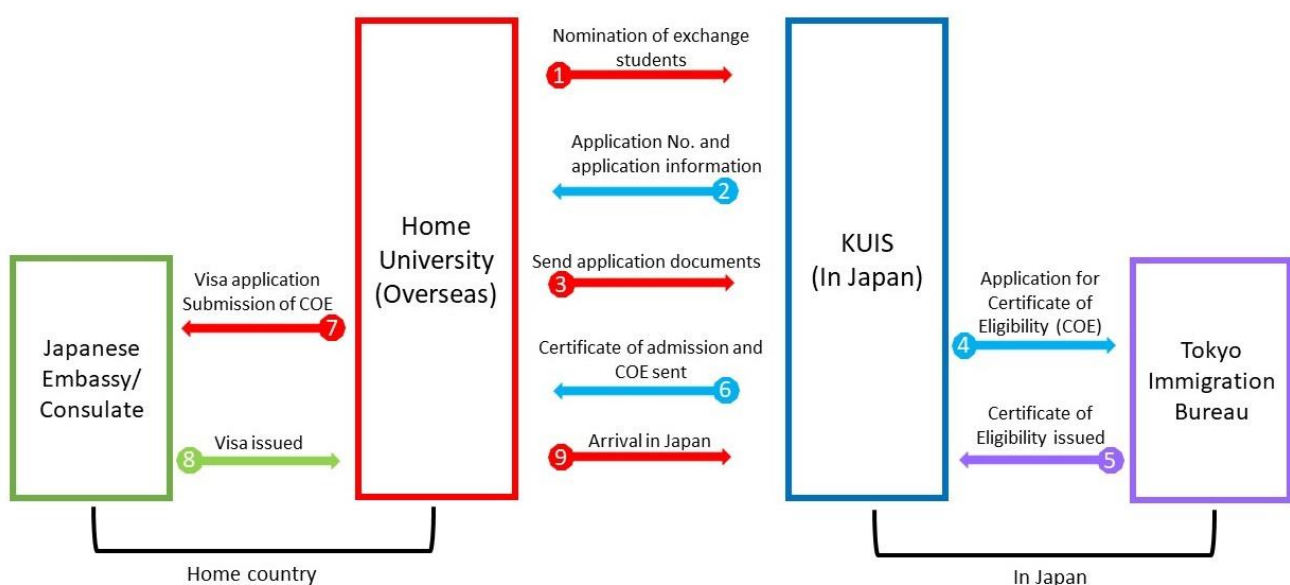 Nomination of exchange
students
1
Application No. and
application information
2
Home
University
(Overseas)
KUIS
(In Japan)
Send application documents
3
Visa application
Submission of COE
7
Application for
Certificate of
Eligibility (COE)
4
Japanese
Embassy/
Consulate
Certificate of admission and
COE sent
6
Tokyo
Immigration
Bureau
Visa issued
8
Arrival in Japan
9
Certificate of
Eligibility issued
5
Home country
In Japan